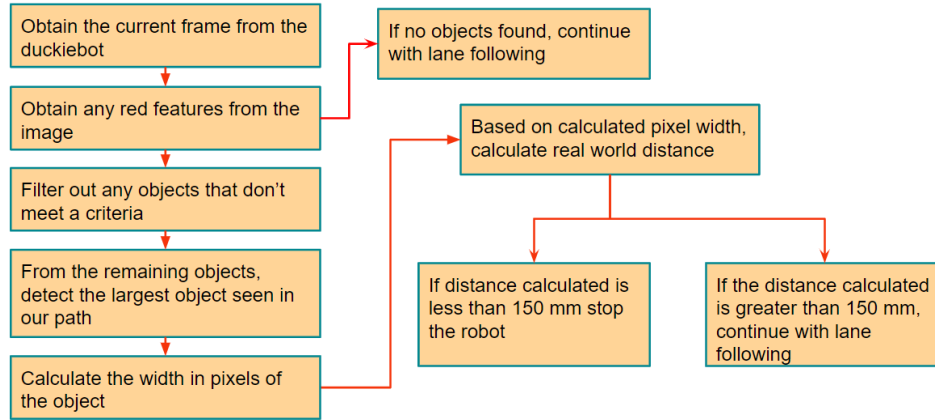 Obtain the current frame from the
duckiebot
If no objects found, continue
with lane following
Obtain any red features from the
image
Based on calculated pixel width,
calculate real world distance
Filter out any objects that don't
meet a criteria
From the remaining objects,
detect the largest object seen in
our path
If distance calculated is
less than 150 mm stop
the robot
If the distance calculated
is greater than 150 mm,
continue with lane
following
Calculate the width in pixels of
the object